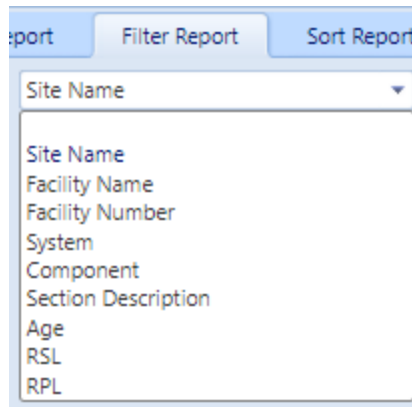 port Filter Report Sort Report
Site Name
Site Name
Facility Name
Facility Number
System
Component
Section Description
Age
RSL
RPL